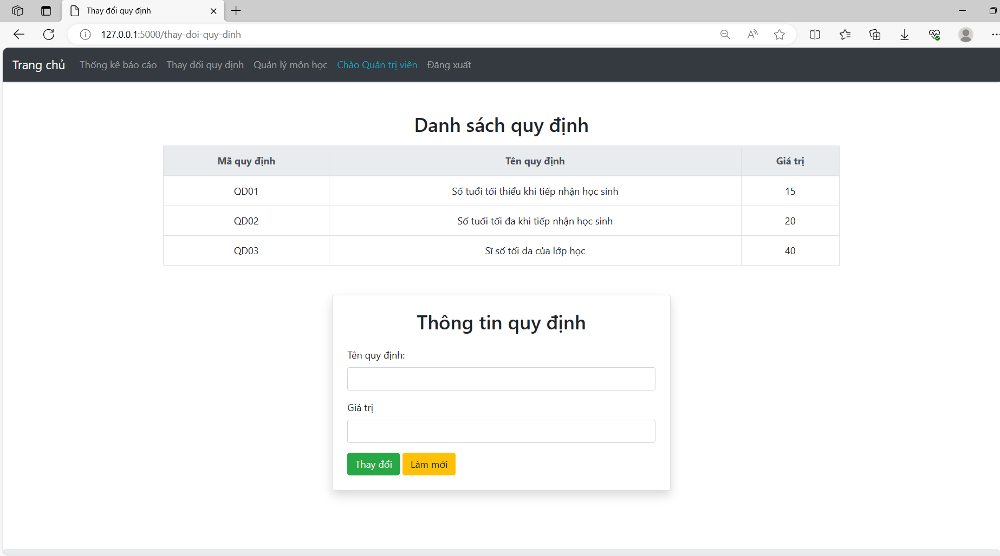 Thay đổi quy định
127.0.0.1:5000/thay-doi-quy-dinh
Trang chủ Thống kê báo cáo Thay đổi quy định Quản lý môn học Chào Quản trị viên Đăng xuất
Danh sách quy định
Mã quy định Tên quy định Giá trị
QD01 Số tuổi tối thiểu khi tiếp nhận học sinh 15
QD02 Số tuổi tối đa khi tiếp nhận học sinh 20
QD03 Sĩ số tối đa của lớp học 40
Thông tin quy định
Tên quy định:
Giá trị
Thay đổi Làm mới